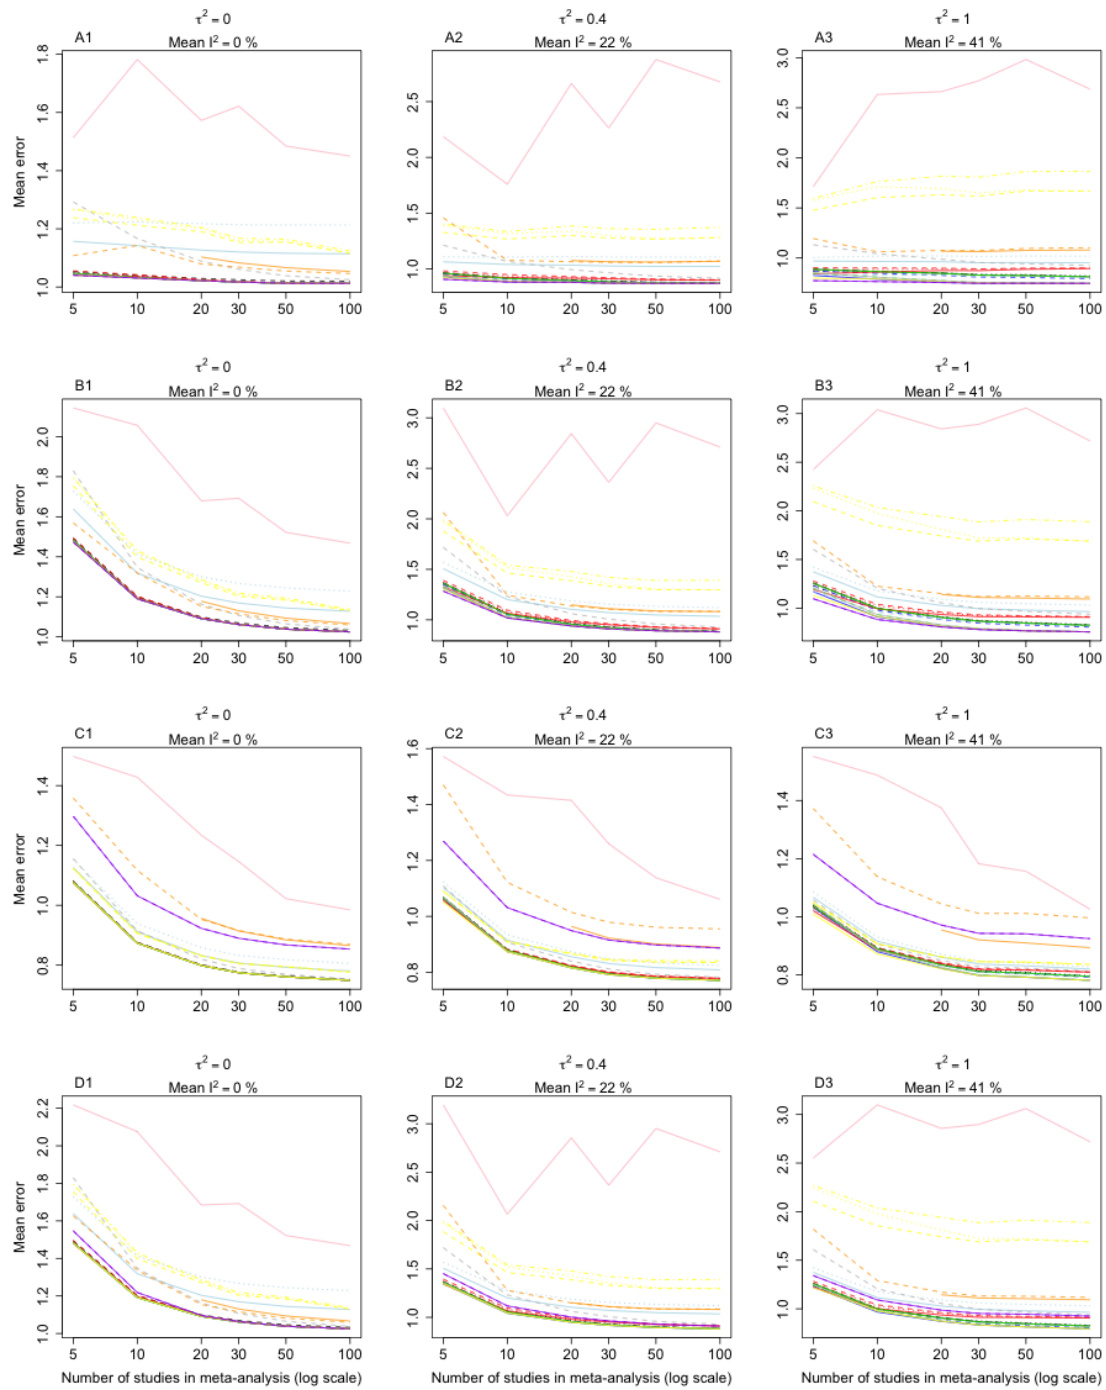 τ² = 0
A1 Mean I² = 0 %
Mean error
1.0 1.2 1.4 1.6 1.8
5 10 20 30 50 100
τ² = 0.4
A2 Mean I² = 22 %
1.0 1.5 2.0 2.5
5 10 20 30 50 100
τ² = 1
A3 Mean I² = 41 %
1.0 1.5 2.0 2.5 3.0
5 10 20 30 50 100
τ² = 0
B1 Mean I² = 0 %
Mean error
1.0 1.2 1.4 1.6 1.8 2.0
5 10 20 30 50 100
τ² = 0.4
B2 Mean I² = 22 %
1.0 1.5 2.0 2.5 3.0
5 10 20 30 50 100
τ² = 1
B3 Mean I² = 41 %
1.0 1.5 2.0 2.5 3.0
5 10 20 30 50 100
τ² = 0
C1 Mean I² = 0 %
Mean error
0.8 1.0 1.2 1.4
5 10 20 30 50 100
τ² = 0.4
C2 Mean I² = 22 %
0.8 1.0 1.2 1.4 1.6
5 10 20 30 50 100
τ² = 1
C3 Mean I² = 41 %
0.8 1.0 1.2 1.4
5 10 20 30 50 100
τ² = 0
D1 Mean I² = 0 %
Mean error
1.0 1.2 1.4 1.6 1.8 2.0 2.2
5 10 20 30 50 100
Number of studies in meta-analysis (log scale)
τ² = 0.4
D2 Mean I² = 22 %
1.0 1.5 2.0 2.5 3.0
5 10 20 30 50 100
Number of studies in meta-analysis (log scale)
τ² = 1
D3 Mean I² = 41 %
1.0 1.5 2.0 2.5 3.0
5 10 20 30 50 100
Number of studies in meta-analysis (log scale)